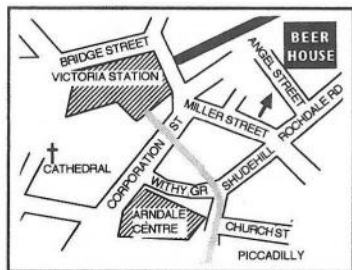 BEER
HOUSE
BRIDGE STREET
ANGEL STREET
VICTORIA STATION
MILLER STREET
ROCHDALE RD
CORPORATION ST
CATHEDRAL
SHUDEHILL
WITHY GR
ARNDALE
CENTRE
CHURCH ST
PICCADILLY